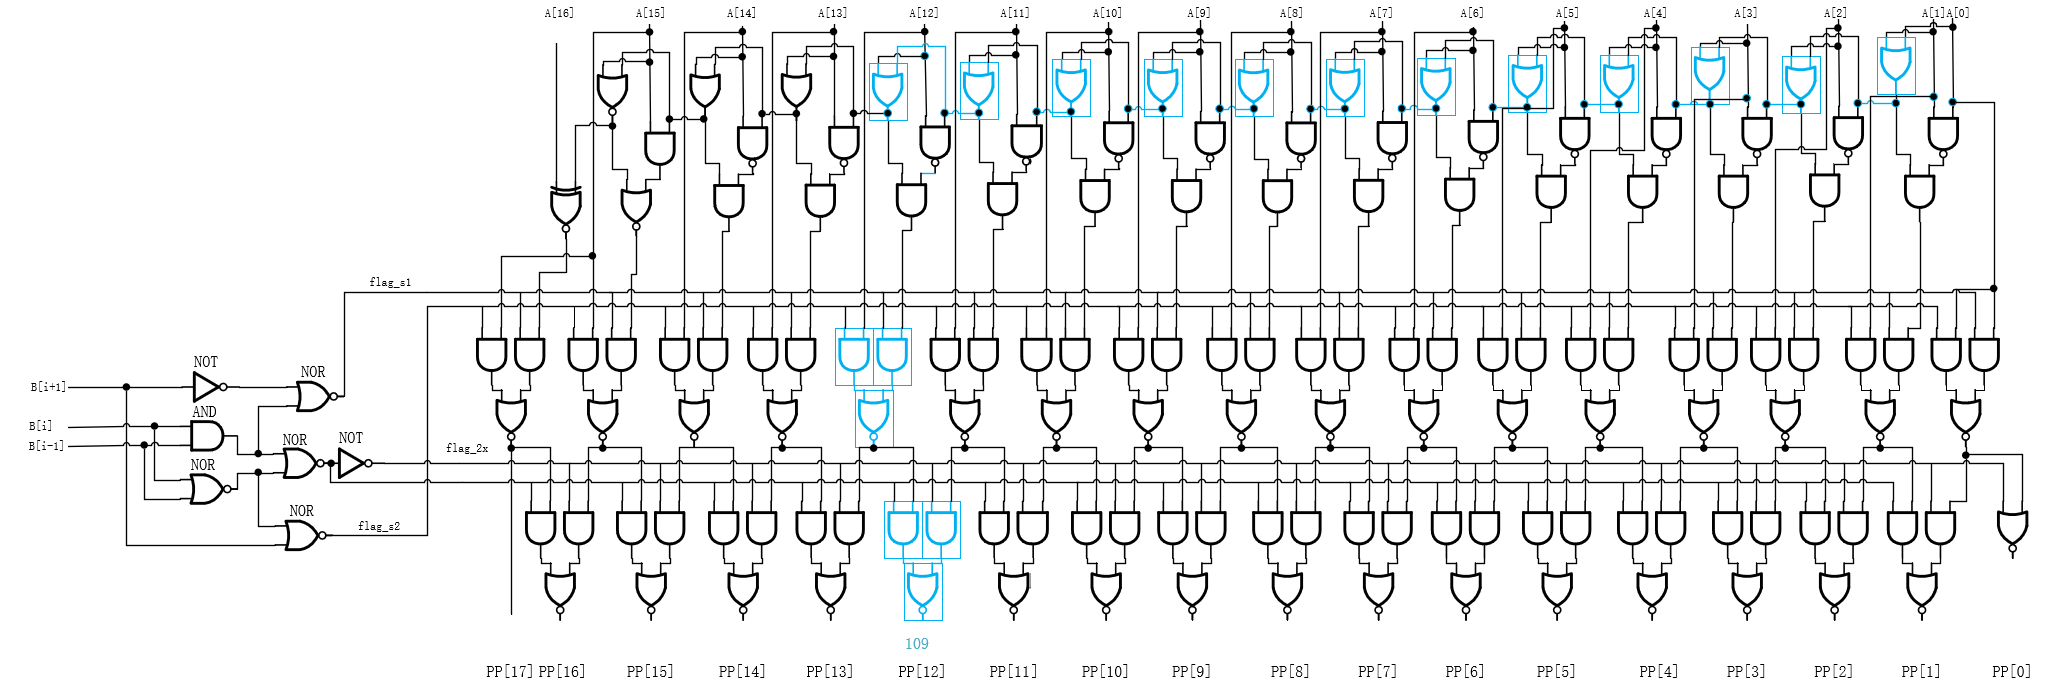 A[16] A[15] A[14] A[13] A[12] A[11] A[10] A[9] A[8] A[7] A[6] A[5] A[4] A[3] A[2] A[1] A[0]
flag_s1
NOT
NOR
B[i+1]
AND
B[i]
NOR
NOT
B[i-1]
flag_2x
NOR
NOR
flag_s2
109
PP[17] PP[16] PP[15] PP[14] PP[13] PP[12] PP[11] PP[10] PP[9] PP[8] PP[7] PP[6] PP[5] PP[4] PP[3] PP[2] PP[1] PP[0]